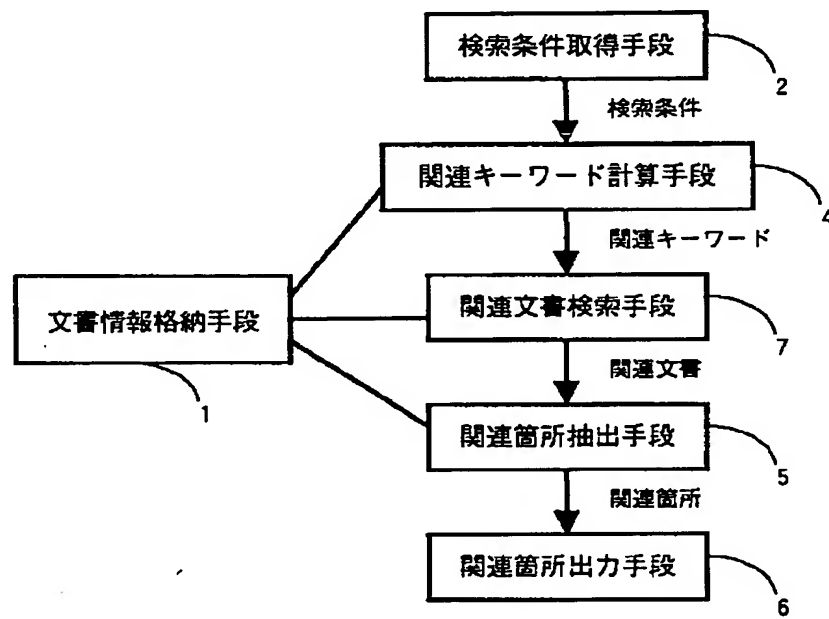 検索条件取得手段
2
検索条件
関連キーワード計算手段
4
関連キーワード
文書情報格納手段
1
関連文書検索手段
7
関連文書
関連箇所抽出手段
5
関連箇所
関連箇所出力手段
6